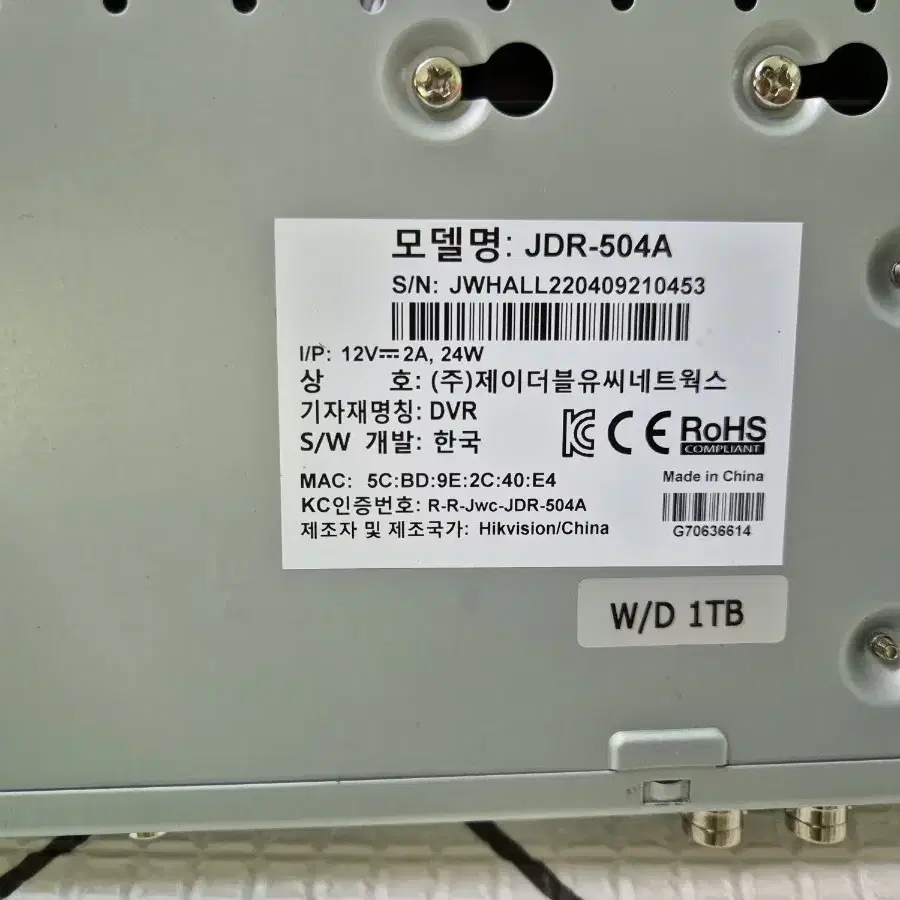 모델명: JDR-504A
S/N: JWHALL220409210453
I/P: 12V⎓2A, 24W
상 호: (주)제이더블유씨네트웍스
기자재명칭: DVR
S/W 개발: 한국
KC CE RoHS
COMPLIANT
MAC: 5C:BD:9E:2C:40:E4
Made in China
KC인증번호: R-R-Jwc-JDR-504A
제조자 및 제조국가: Hikvision/China
G70636614
W/D 1TB